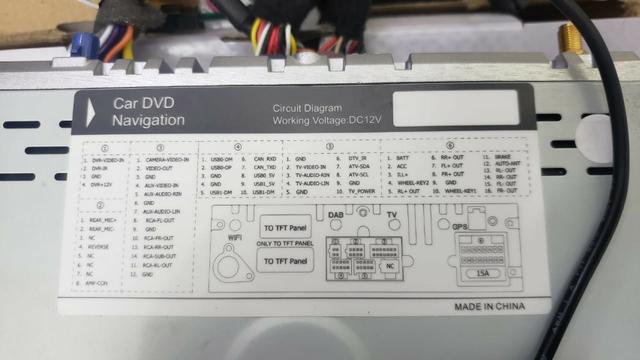 Car DVD
Navigation
Circuit Diagram
Working Voltage:DC12V
①
1. DVR-VIDEO-IN
2. DVR-IR
3. GND
4. DVR+12V
②
1. REAR_MIC+
2. REAR_MIC-
3. NC
4. REVERSE
5. NC
6. NC
7. NC
8. AMP-CON
③
1. CAMERA-VIDEO-IN
2. VIDEO-OUT
3. GND
4. AUX-VIDEO-IN
5. AUX-AUDIO-RIN
6. GND
7. AUX-AUDIO-LIN
8. RCA-FL-OUT
9. GND
10. RCA-FR-OUT
11. RCA-RR-OUT
12. RCA-SUB-OUT
11. RCA-RL-OUT
12. GND
④
1. USB0-DM
2. USB0-DP
3. GND
4. GND
5. USB1-DM
6. CAN_RXD
7. CAN_TXD
8. USB0_5V
9. USB1_5V
10. USB1-DM
⑤
1. GND
2. TV-VIDEO-IN
3. TV-AUDIO-RIN
4. TV-AUDIO-LIN
5. GND
6. DTV_IR
7. ATV-SDA
8. ATV-SCL
9. GND
10. TV_POWER
⑥
1. BATT
2. ACC
3. ILL+
4. WHEEL-KEY2
5. RL+ OUT
6. RR+ OUT
7. FL+ OUT
8. FR+ OUT
9. GND
10. WHEEL-KEY1
11. BRAKE
12. AUTO-ANT
13. RL-OUT
14. RR-OUT
15. FL-OUT
16. FR-OUT
WIFI
TO TFT Panel
ONLY TO TFT PANEL
TO TFT Panel
DAB
TV
GPS
NC
⑥
15A
MADE IN CHINA